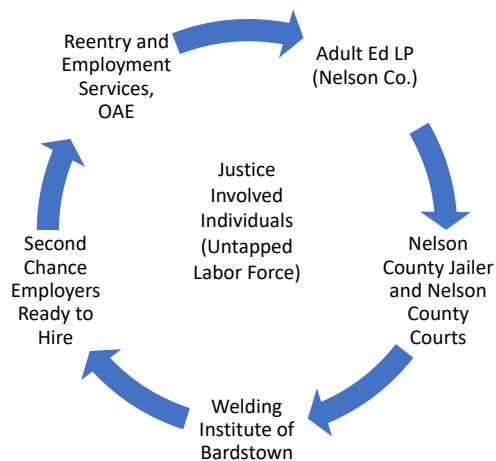 Reentry and
Employment
Services,
OAE
Adult Ed LP
(Nelson Co.)
Nelson
County Jailer
and Nelson
County
Courts
Welding
Institute of
Bardstown
Second
Chance
Employers
Ready to
Hire
Justice
Involved
Individuals
(Untapped
Labor Force)